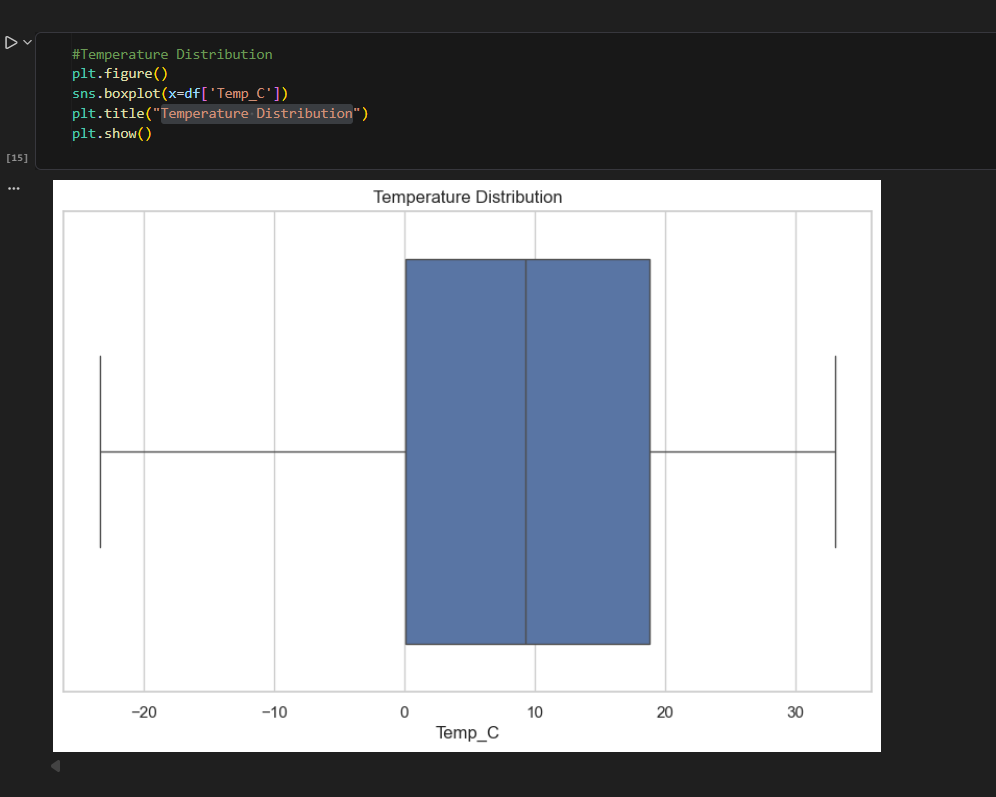 #Temperature Distribution
plt.figure()
sns.boxplot(x=df['Temp_C'])
plt.title("Temperature Distribution")
plt.show()
[15]
...
Temperature Distribution
−20 −10 0 10 20 30
Temp_C